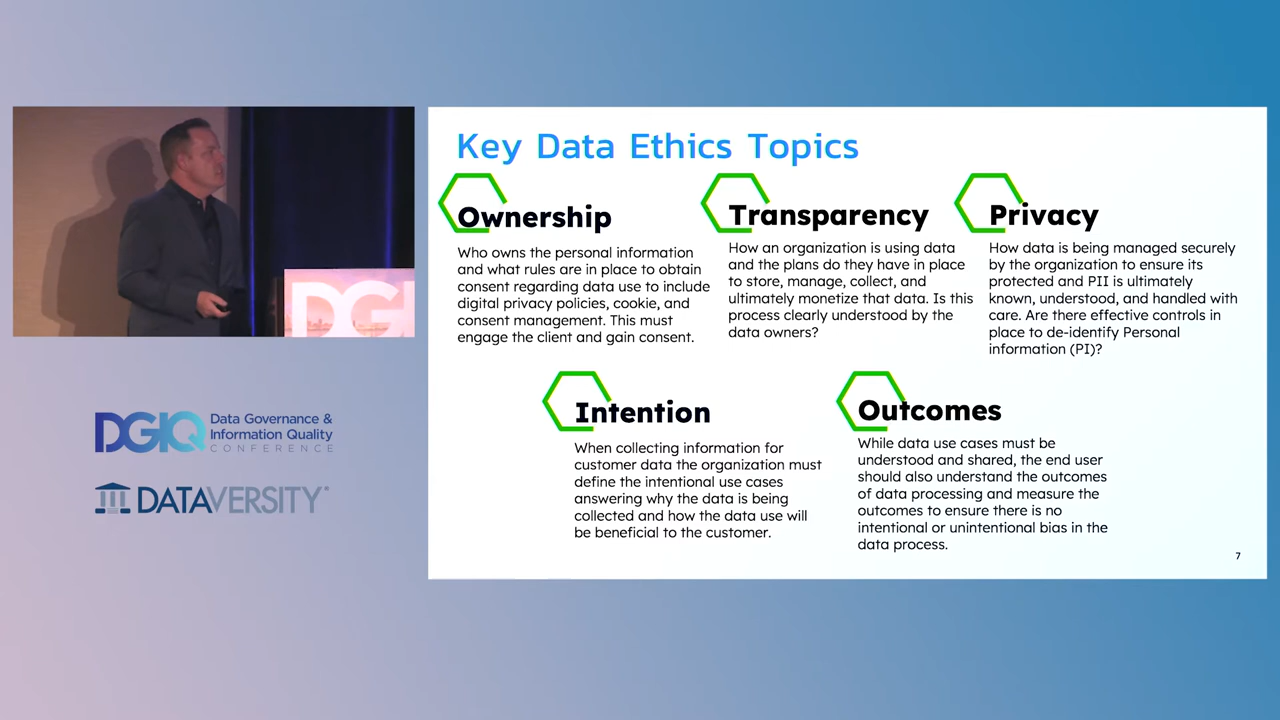 Key Data Ethics Topics
Ownership
Who owns the personal information
and what rules are in place to obtain
consent regarding data use to include
digital privacy policies, cookie, and
consent management. This must
engage the client and gain consent.
Transparency
How an organization is using data
and the plans do they have in place
to store, manage, collect, and
ultimately monetize that data. Is this
process clearly understood by the
data owners?
Privacy
How data is being managed securely
by the organization to ensure its
protected and PII is ultimately
known, understood, and handled with
care. Are there effective controls in
place to de-identify Personal
information (PI)?
Intention
When collecting information for
customer data the organization must
define the intentional use cases
answering why the data is being
collected and how the data use will
be beneficial to the customer.
Outcomes
While data use cases must be
understood and shared, the end user
should also understand the outcomes
of data processing and measure the
outcomes to ensure there is no
intentional or unintentional bias in the
data process.
7
DGI
DGIQ
Data Governance &
Information Quality
CONFERENCE
DATAVERSITY